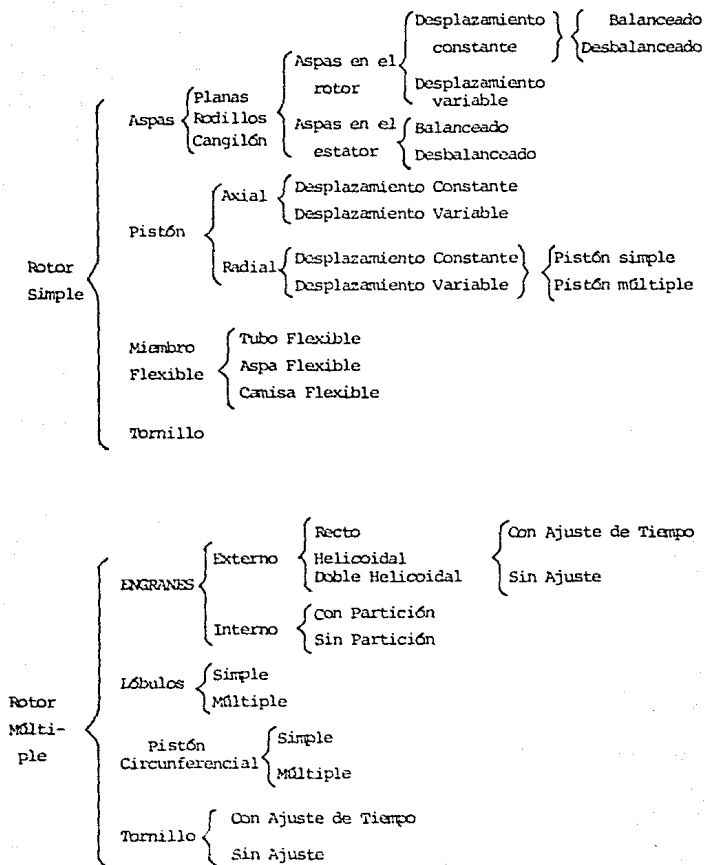 Desplazamiento
constante
Balanceado
Desbalanceado
Aspas en el
rotor
Desplazamiento
variable
Aspas
Planas
Rodillos
Cangilón
Aspas en el
estator
Balanceado
Desbalanceado
Pistón
Axial
Desplazamiento Constante
Desplazamiento Variable
Radial
Desplazamiento Constante
Desplazamiento Variable
Pistón simple
Pistón múltiple
Rotor
Simple
Miembro
Flexible
Tubo Flexible
Aspa Flexible
Camisa Flexible
Tornillo
Rotor
Múlti-
ple
ENGRANES
Externo
Recto
Helicoidal
Doble Helicoidal
Con Ajuste de Tiempo
Sin Ajuste
Interno
Con Partición
Sin Partición
Lóbulos
Simple
Múltiple
Pistón
Circunferencial
Simple
Múltiple
Tornillo
Con Ajuste de Tiempo
Sin Ajuste